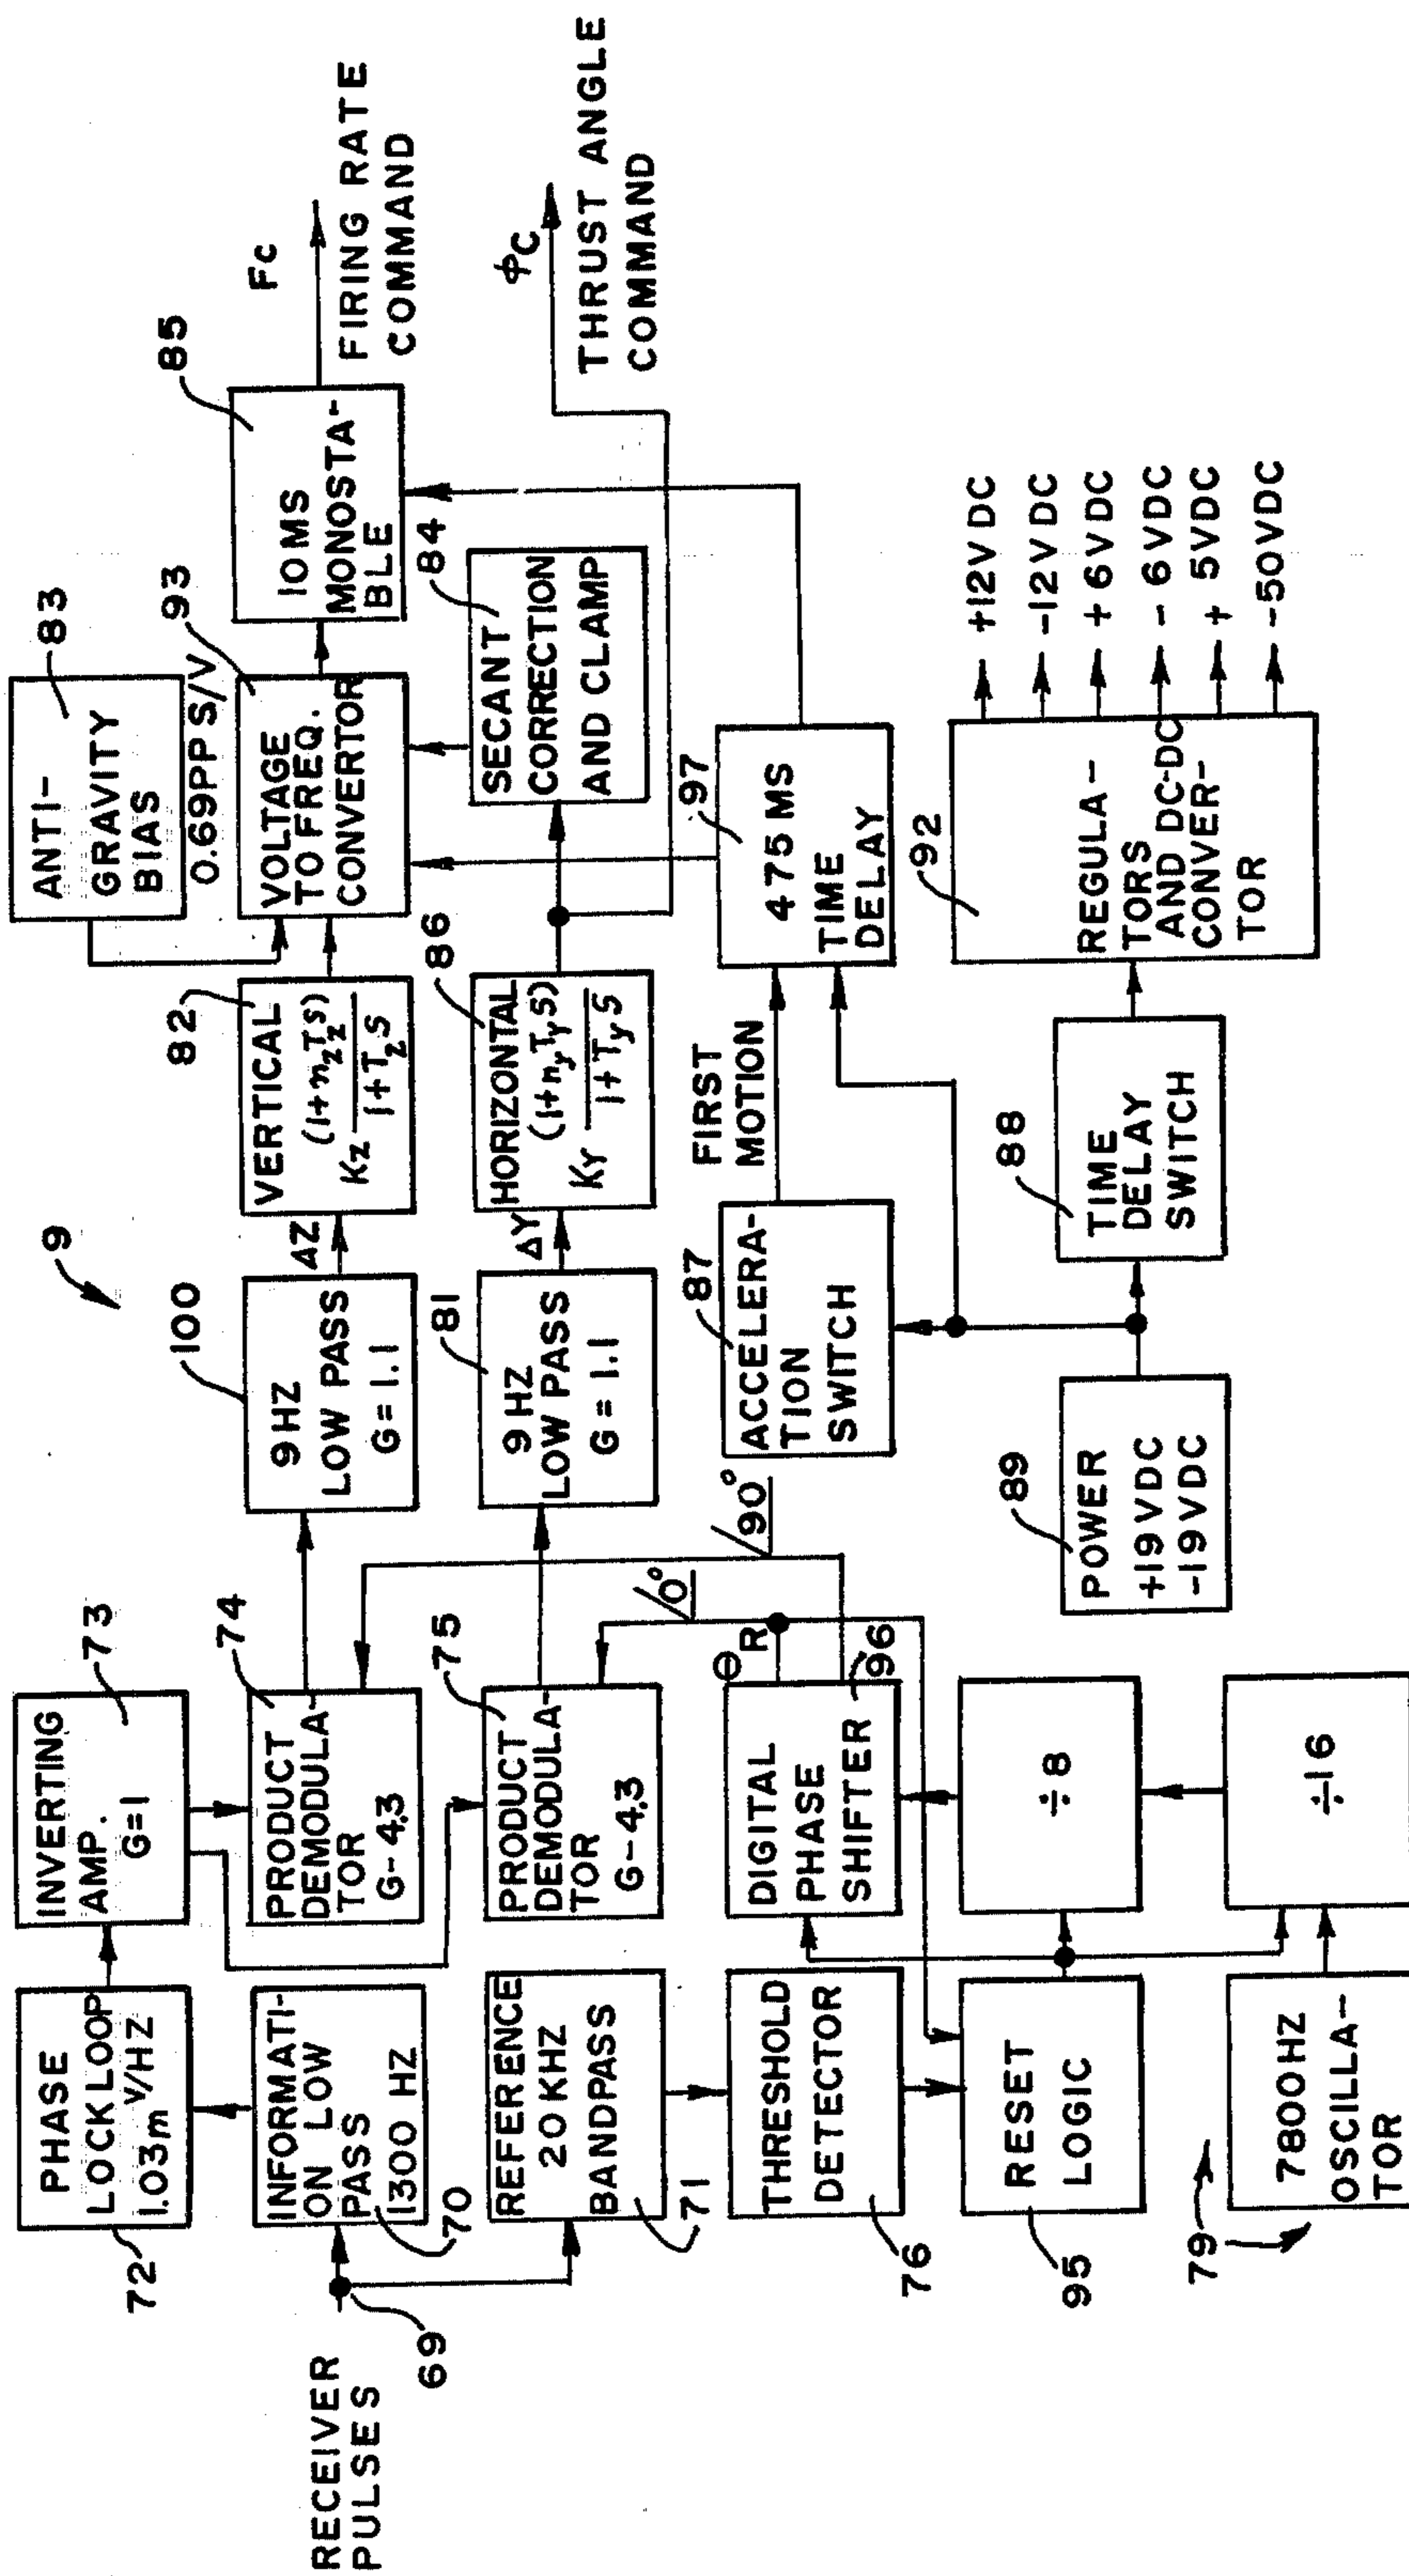 RECEIVER
PULSES
69
72
PHASE
LOCK LOOP
1.03m V/HZ
INFORMATI-
ON LOW
PASS
1300 HZ
70
REFERENCE
20 KHZ
BANDPASS
71
THRESHOLD
DETECTOR
76
RESET
LOGIC
95
7800HZ
OSCILLA-
TOR
79
73
INVERTING
AMP.
G=1
74
PRODUCT
DEMODULA-
TOR
G-4.3
75
PRODUCT
DEMODULA-
TOR
G-4.3
DIGITAL
PHASE
SHIFTER
96
ΘR
/0°
/90°
÷8
÷16
9
100
9 HZ
LOW PASS
G=1.1
81
9 HZ
LOW PASS
G=1.1
ΔZ
ΔY
82
VERTICAL
Kz (1+nzTzS)
1+TzS
86
HORIZONTAL
Ky (1+nyTyS)
1+TyS
83
ANTI-
GRAVITY
BIAS
0.69PPS/V
93
VOLTAGE
TO FREQ.
CONVERTOR
84
SECANT
CORRECTION
AND CLAMP
85
10MS
MONOSTA-
BLE
Fc
FIRING RATE
COMMAND
ΦC
THRUST ANGLE
COMMAND
87
ACCELERA-
TION
SWITCH
FIRST
MOTION
97
475 MS
TIME
DELAY
89
POWER
+19VDC
-19VDC
88
TIME
DELAY
SWITCH
92
REGULA-
TORS
AND DC-DC
CONVER-
TOR
+12VDC
-12VDC
+6VDC
-6VDC
+5VDC
-50VDC